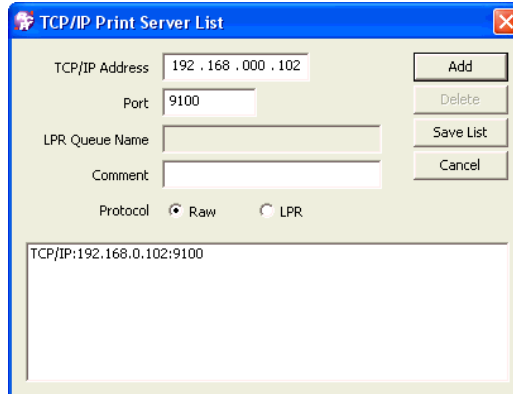 TCP/IP Print Server List
TCP/IP Address 192 . 168 . 000 . 102 Add
Port 9100 Delete
LPR Queue Name Save List
Comment Cancel
Protocol Raw LPR
TCP/IP:192.168.0.102:9100